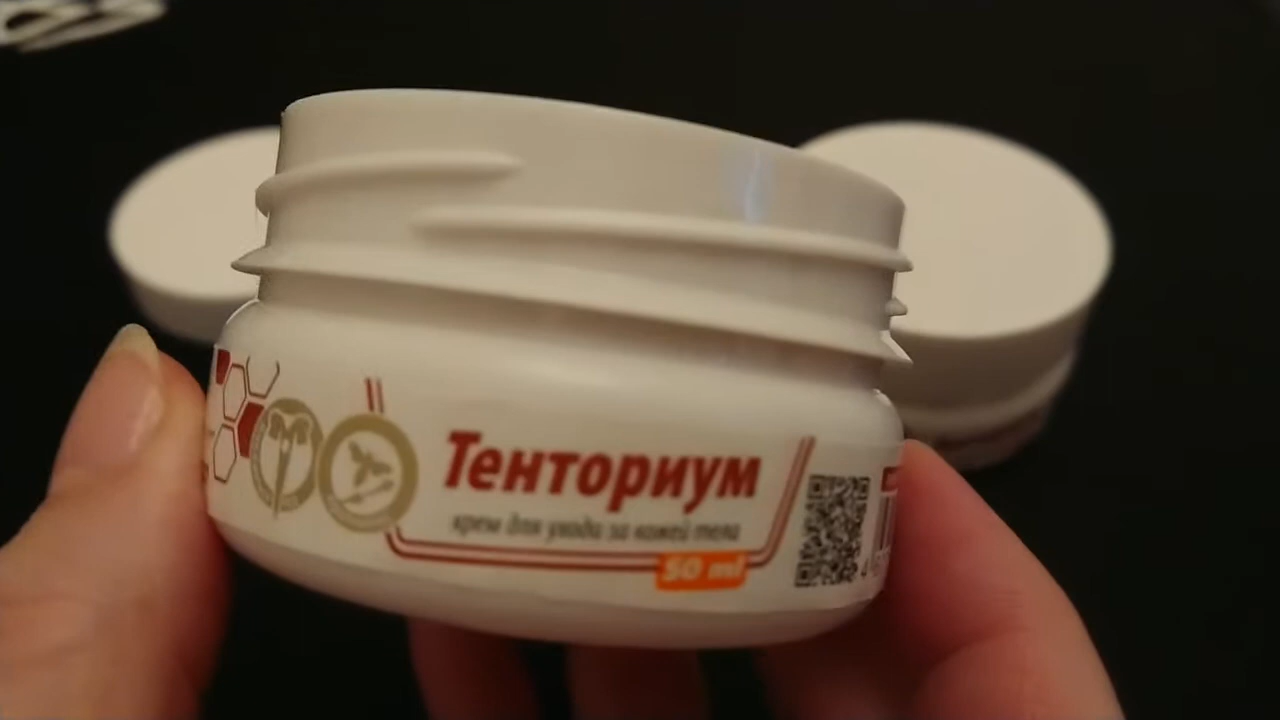 Тенториум
крем для ухода за кожей тела
50 ml